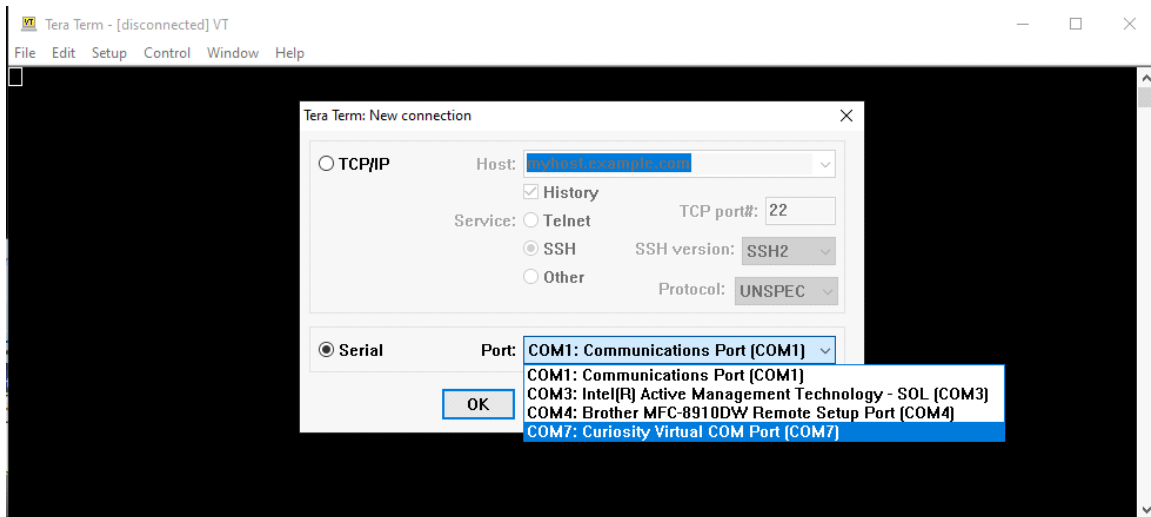 VT Tera Term - [disconnected] VT
File Edit Setup Control Window Help
Tera Term: New connection
TCP/IP Host: myhost.example.com
History
Service: Telnet TCP port#: 22
SSH SSH version: SSH2
Other Protocol: UNSPEC
Serial Port: COM1: Communications Port (COM1)
COM1: Communications Port (COM1)
COM3: Intel(R) Active Management Technology - SOL (COM3)
COM4: Brother MFC-8910DW Remote Setup Port (COM4)
COM7: Curiosity Virtual COM Port (COM7)
OK